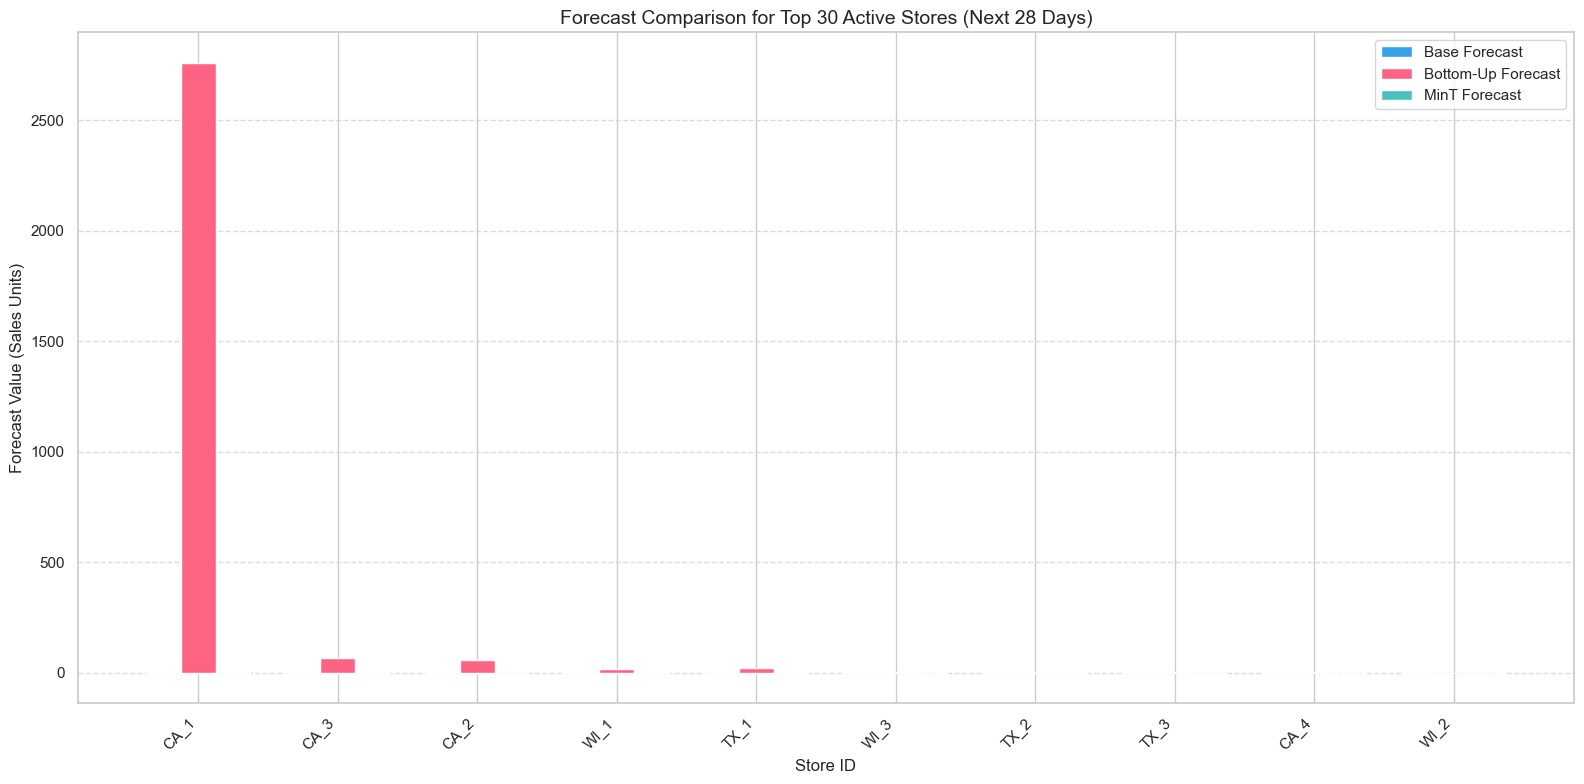 Forecast Comparison for Top 30 Active Stores (Next 28 Days)
Base Forecast
Bottom-Up Forecast
MinT Forecast
Forecast Value (Sales Units)
2500
2000
1500
1000
500
0
CA_1
CA_3
CA_2
WI_1
TX_1
WI_3
TX_2
TX_3
CA_4
WI_2
Store ID